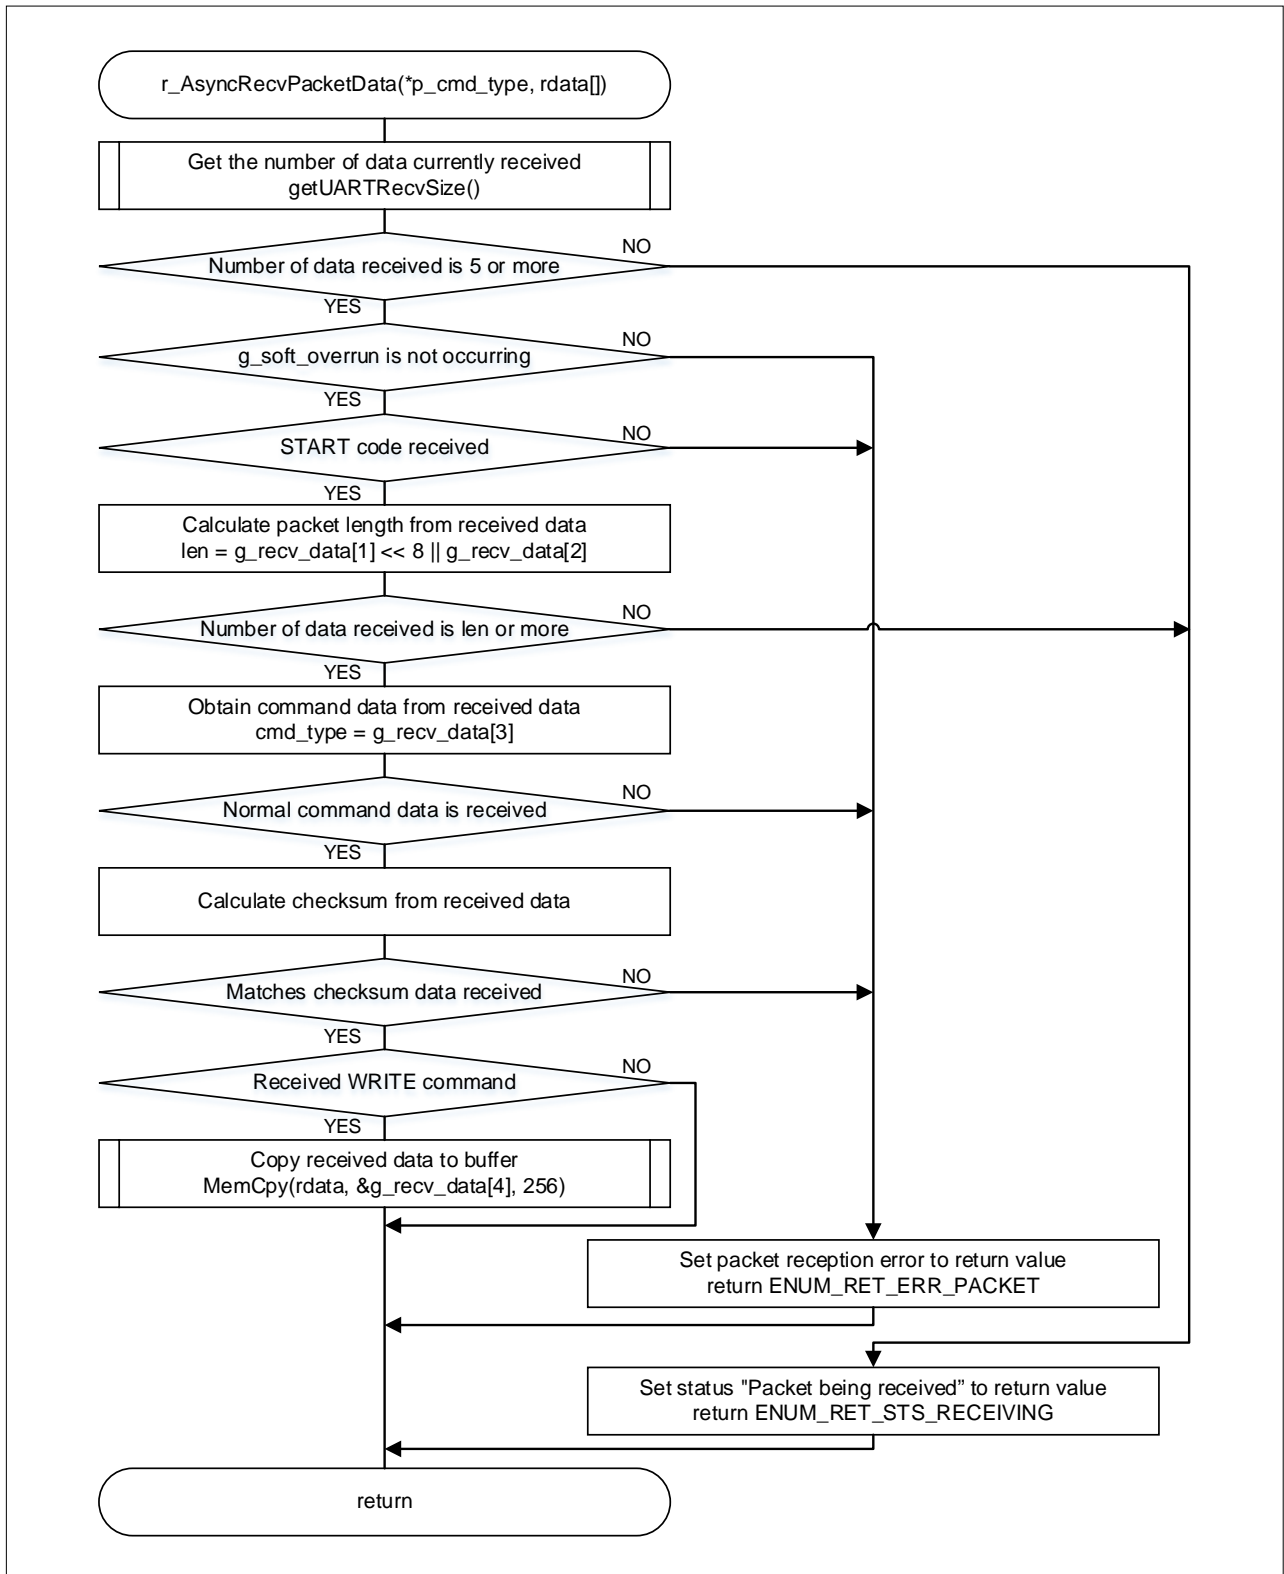 r_AsyncRecvPacketData(*p_cmd_type, rdata[])
Get the number of data currently received
getUARTRecvSize()
NO
Number of data received is 5 or more
YES
NO
g_soft_overrun is not occurring
YES
NO
START code received
YES
Calculate packet length from received data
len = g_recv_data[1] << 8 || g_recv_data[2]
NO
Number of data received is len or more
YES
Obtain command data from received data
cmd_type = g_recv_data[3]
NO
Normal command data is received
YES
Calculate checksum from received data
NO
Matches checksum data received
YES
NO
Received WRITE command
YES
Copy received data to buffer
MemCpy(rdata, &g_recv_data[4], 256)
Set packet reception error to return value
return ENUM_RET_ERR_PACKET
Set status "Packet being received” to return value
return ENUM_RET_STS_RECEIVING
return